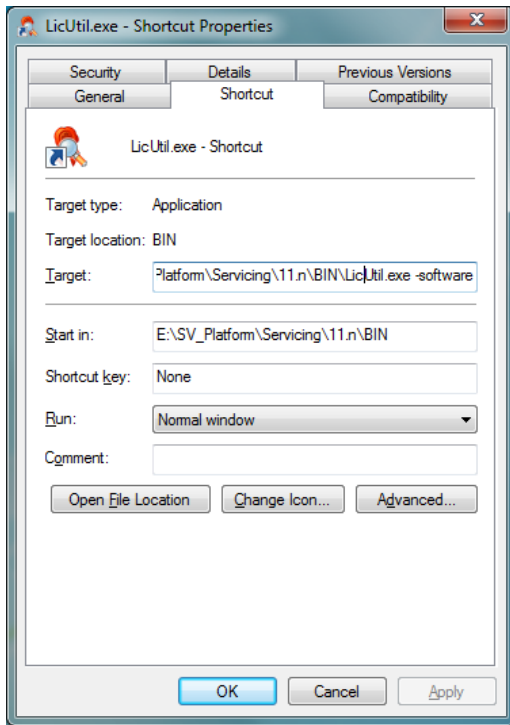 LicUtil.exe - Shortcut Properties
x
Security Details Previous Versions
General Shortcut Compatibility
LicUtil.exe - Shortcut
Target type: Application
Target location: BIN
Target: Platform\Servicing\11.n\BIN\LicUtil.exe -software
Start in: E:\SV_Platform\Servicing\11.n\BIN
Shortcut key: None
Run: Normal window
Comment:
Open File Location Change Icon... Advanced...
OK Cancel Apply